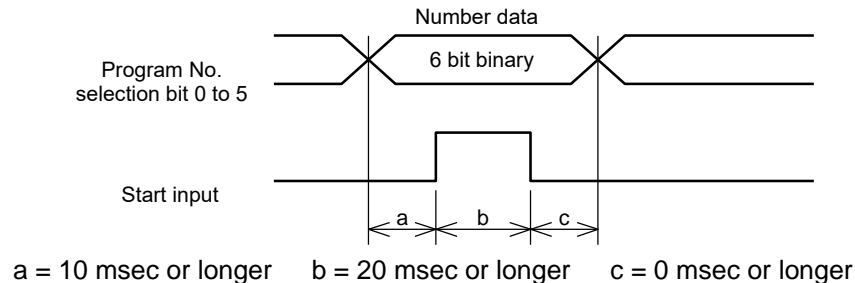 Number data
Program No.
selection bit 0 to 5
6 bit binary
Start input
a
b
c
a = 10 msec or longer b = 20 msec or longer c = 0 msec or longer